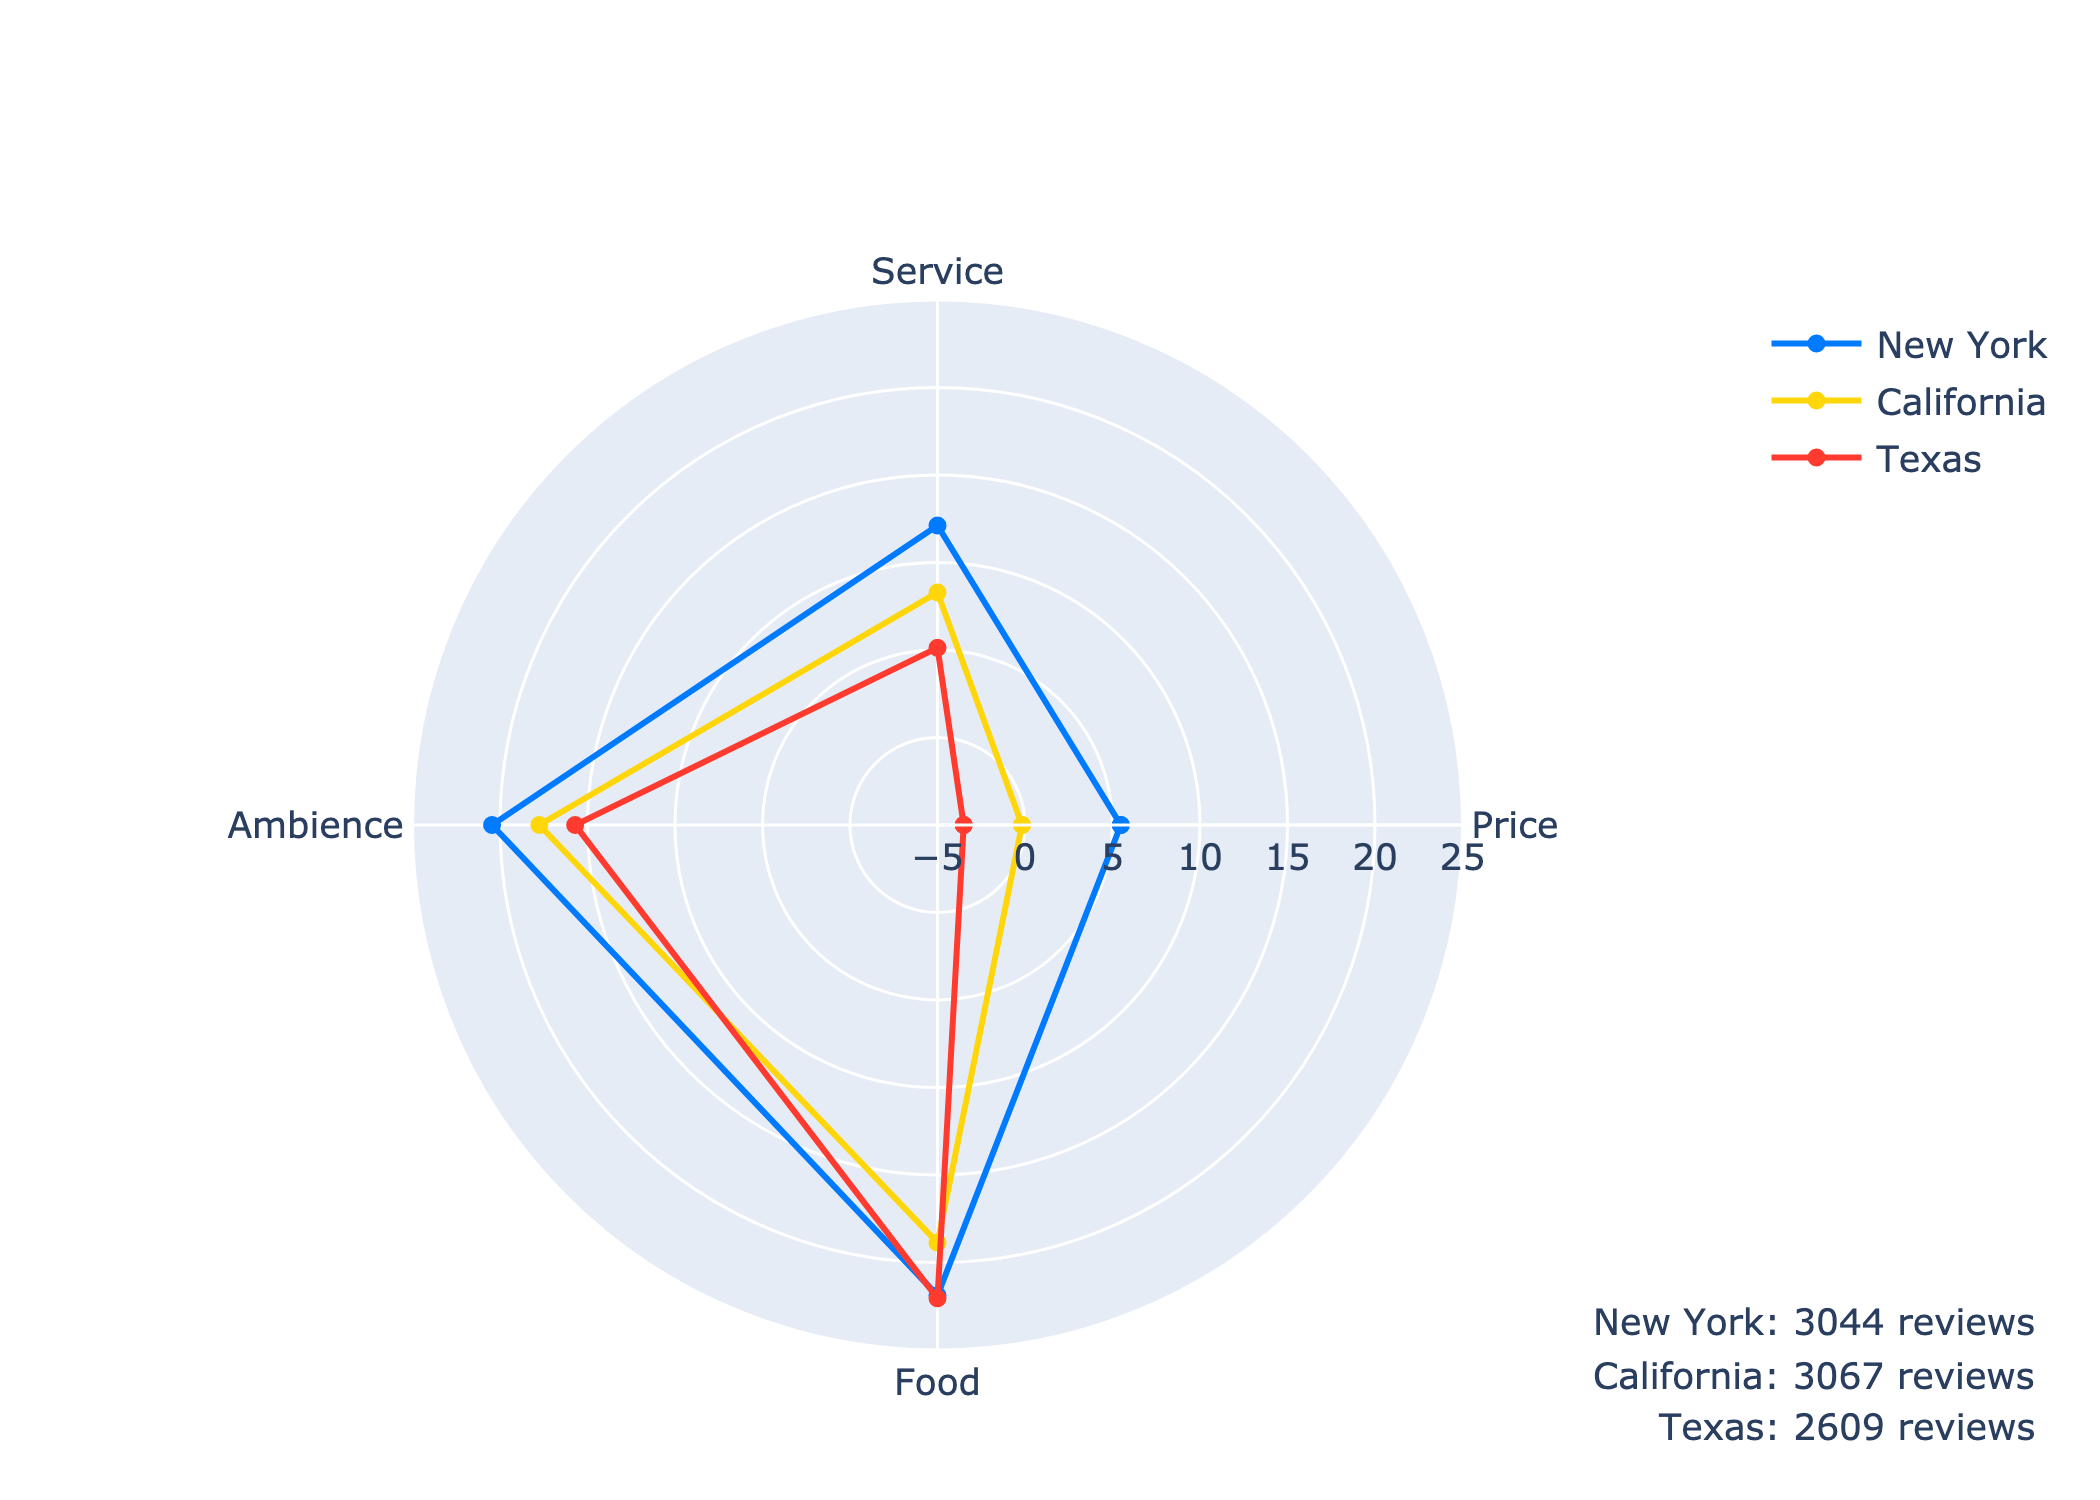 Service
New York
California
Texas
Ambience
Price
−5 0 5 10 15 20 25
Food
New York: 3044 reviews
California: 3067 reviews
Texas: 2609 reviews